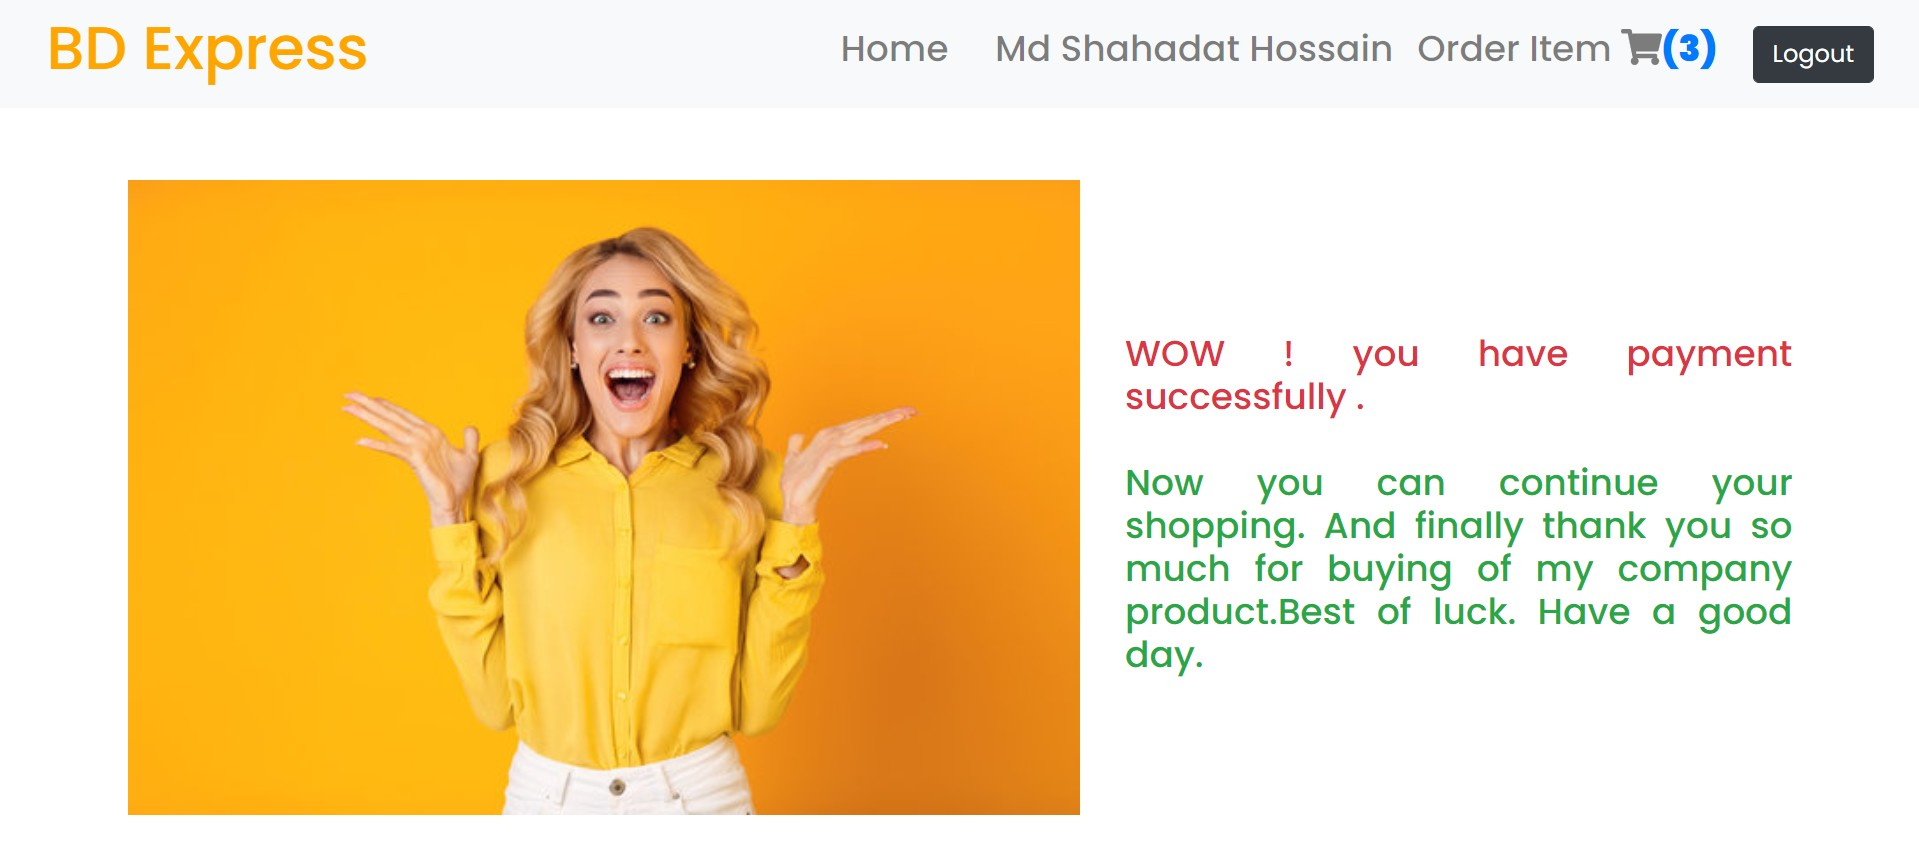 BD Express
Home Md Shahadat Hossain Order Item (3) Logout
WOW ! you have payment
successfully .
Now you can continue your
shopping. And finally thank you so
much for buying of my company
product.Best of luck. Have a good
day.